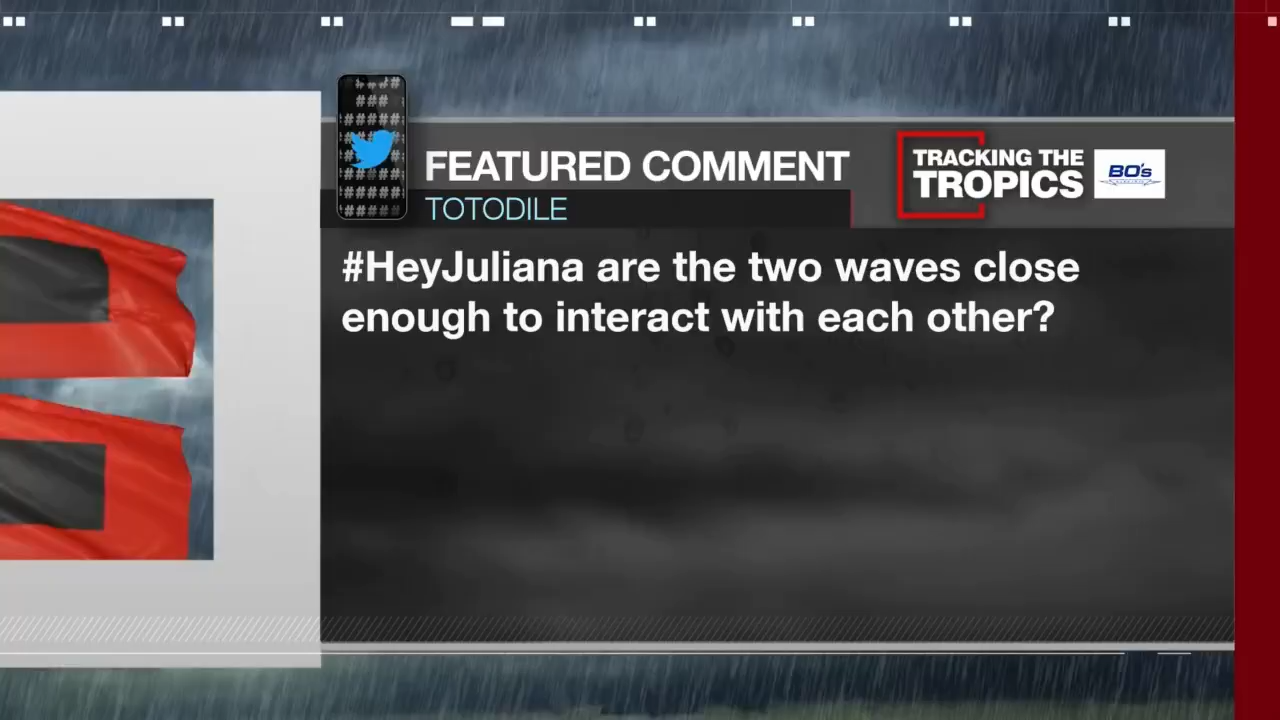 FEATURED COMMENT
TOTODILE
TRACKING THE
TROPICS
BO's
#HeyJuliana are the two waves close
enough to interact with each other?